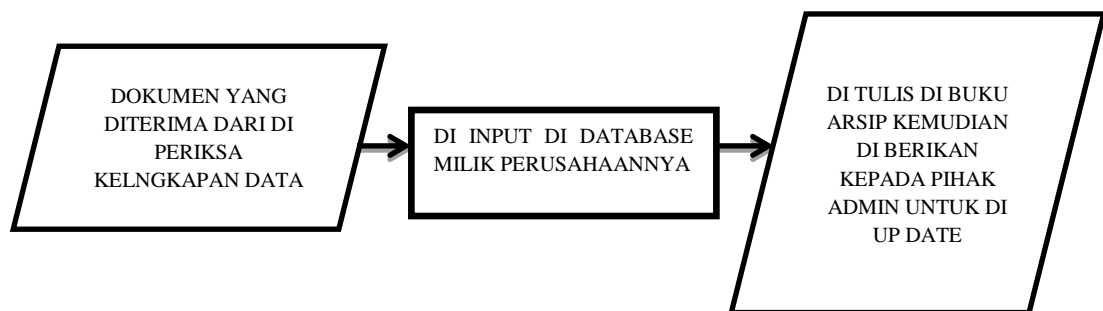 DOKUMEN YANG
DITERIMA DARI DI
PERIKSA
KELNGKAPAN DATA
DI INPUT DI DATABASE
MILIK PERUSAHAANNYA
DI TULIS DI BUKU
ARSIP KEMUDIAN
DI BERIKAN
KEPADA PIHAK
ADMIN UNTUK DI
UP DATE